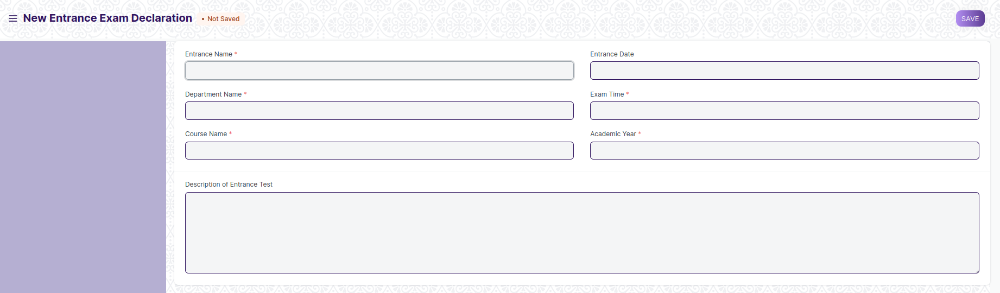 New Entrance Exam Declaration
• Not Saved
SAVE
Entrance Name *
Entrance Date
Department Name *
Exam Time *
Course Name *
Academic Year *
Description of Entrance Test